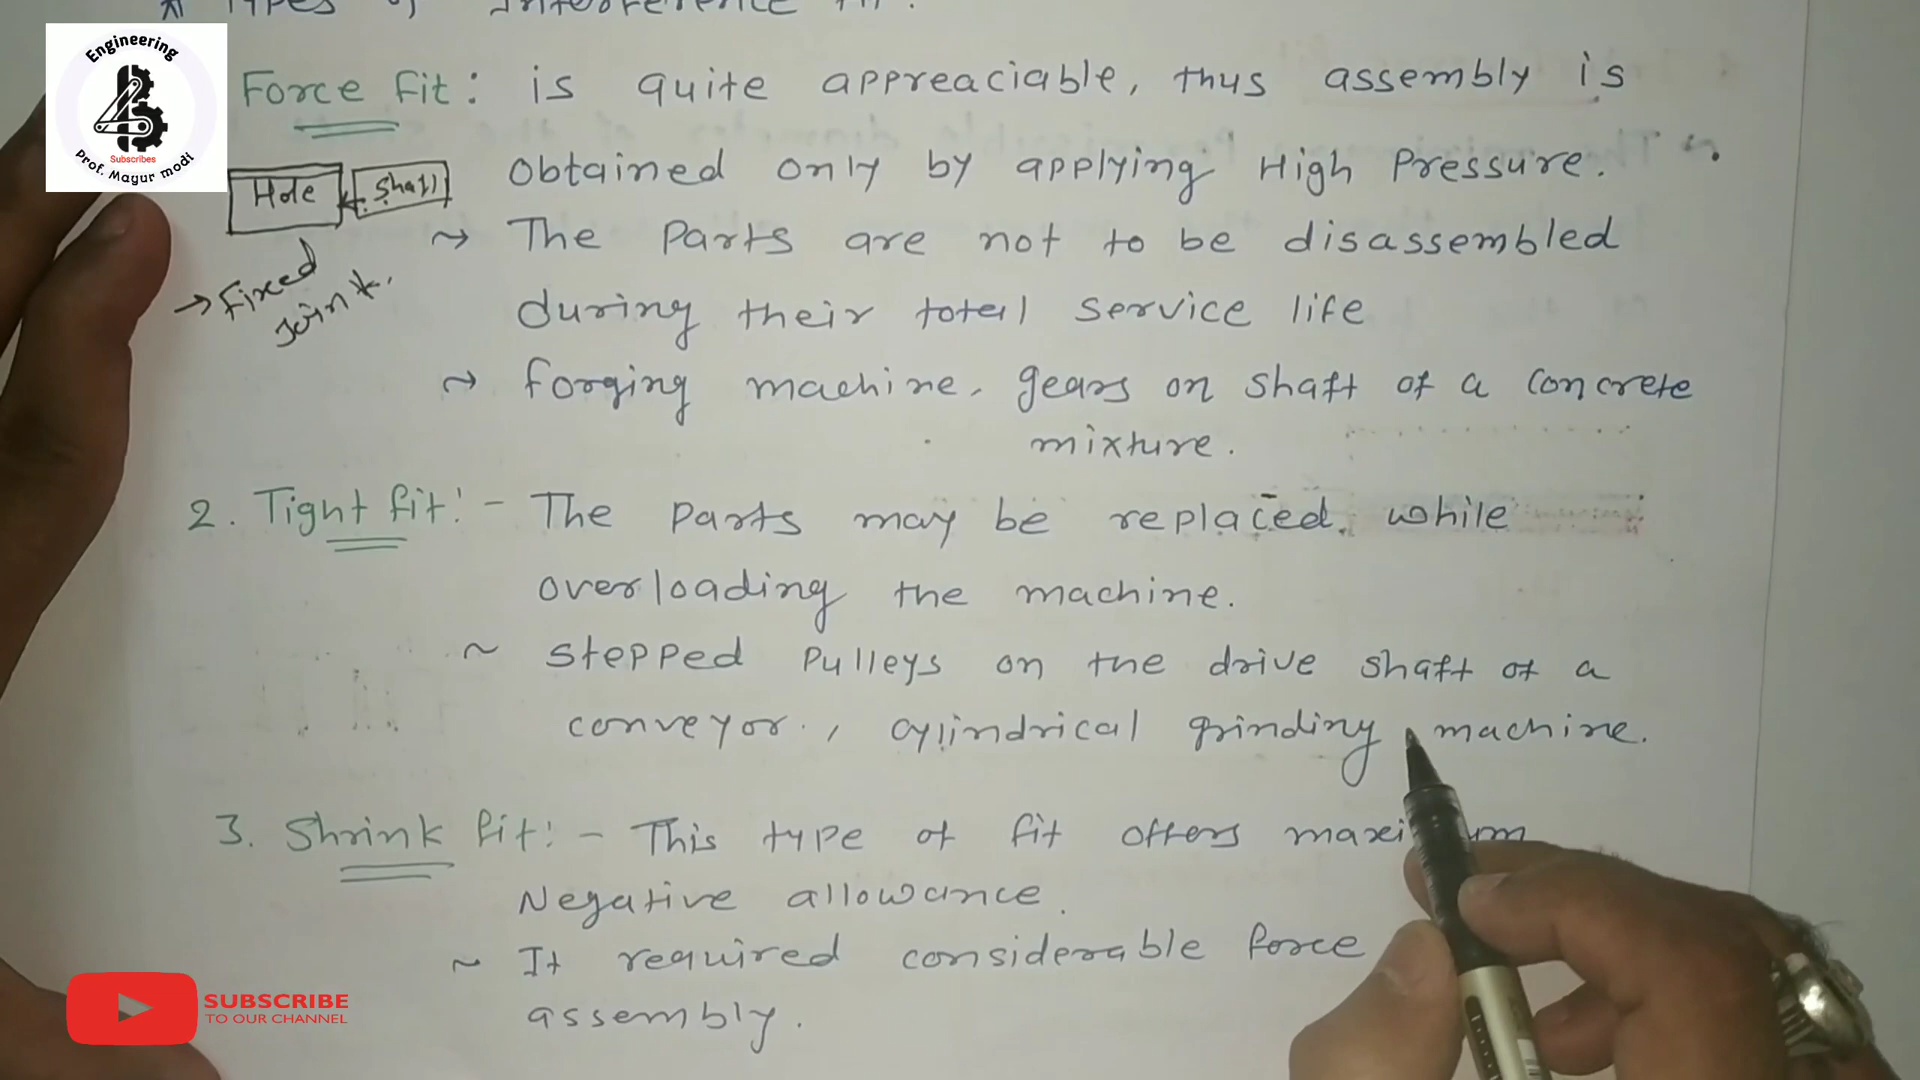 * Types of Interference fit.
Engineering
Subscribes
Prof. Mayur modi
Force Fit: is quite appreaciable, thus assembly is
obtained only by applying High Pressure.
Hole Shaft
→ Fixed
Joint.
~> The Parts are not to be disassembled
during their total service life
~> forging machine, gears on shaft of a concrete
mixture.
2. Tight fit:- The Parts may be replaced while
overloading the machine.
~ stepped Pulleys on the drive shaft of a
conveyor, cylindrical grinding machine.
3. Shrink fit:- This type of fit offers
Negative allowance.
~ It required considerable force
assembly.
SUBSCRIBE
TO OUR CHANNEL